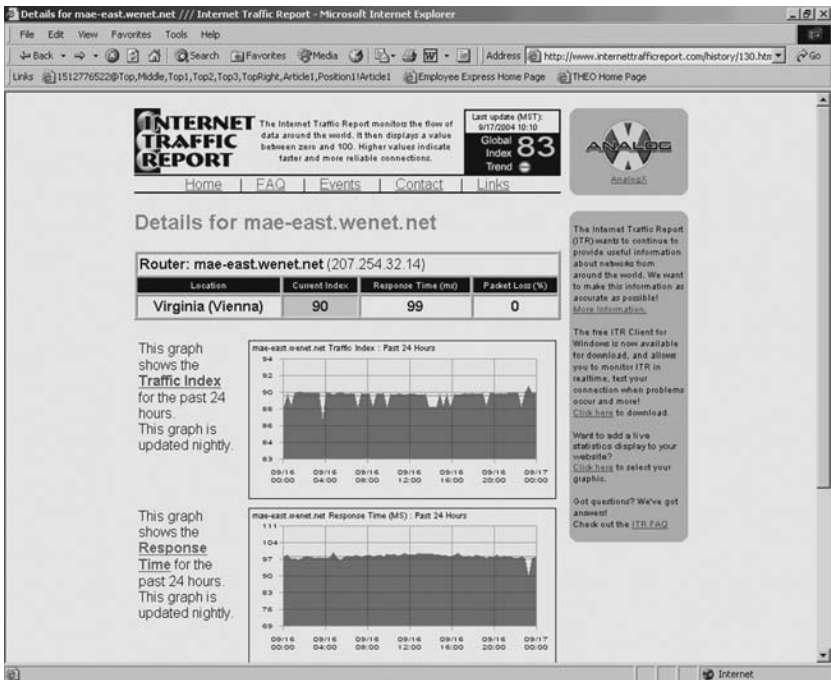 Details for mae-east.wenet.net /// Internet Traffic Report - Microsoft Internet Explorer
File Edit View Favorites Tools Help
Back Search Favorites Media Address http://www.internettrafficreport.com/history/130.htm Go
Links 1512776522@Top,Middle,Top1,Top2,Top3,TopRight,Article1,Position1!Article1 Employee Express Home Page THEO Home Page
INTERNET
TRAFFIC
REPORT
The Internet Traffic Report monitors the flow of
data around the world. It then displays a value
between zero and 100. Higher values indicate
faster and more reliable connections.
Last update (MST):
9/17/2004 10:10
Global
Index 83
Trend
Home | FAQ | Events | Contact | Links
ANALOG
AnalogX
Details for mae-east.wenet.net
Router: mae-east.wenet.net (207.254.32.14)
Location Current Index Response Time (ms) Packet Loss (%)
Virginia (Vienna) 90 99 0
This graph
shows the
Traffic Index
for the past 24
hours.
This graph is
updated nightly.
mae-east.wenet.net Traffic Index : Past 24 Hours
94
92
90
88
86
84
83
09/16 09/16 09/16 09/16 09/16 09/16 09/17
00:00 04:00 08:00 12:00 16:00 20:00 00:00
This graph
shows the
Response
Time for the
past 24 hours.
This graph is
updated nightly.
mae-east.wenet.net Response Time (MS) : Past 24 Hours
111
104
97
90
83
76
69
09/16 09/16 09/16 09/16 09/16 09/16 09/17
00:00 04:00 08:00 12:00 16:00 20:00 00:00
The Internet Traffic Report
(ITR) wants to continue to
provide useful information
about networks from
around the world. We want
to make this information as
accurate as possible!
More Information.
The free ITR Client for
Windows is now available
for download, and allows
you to monitor ITR in
realtime, test your
connection when problems
occur and more!
Click here to download.
Want to add a live
statistics display to your
website?
Click here to select your
graphic.
Got questions? We've got
answers!
Check out the ITR FAQ
Internet